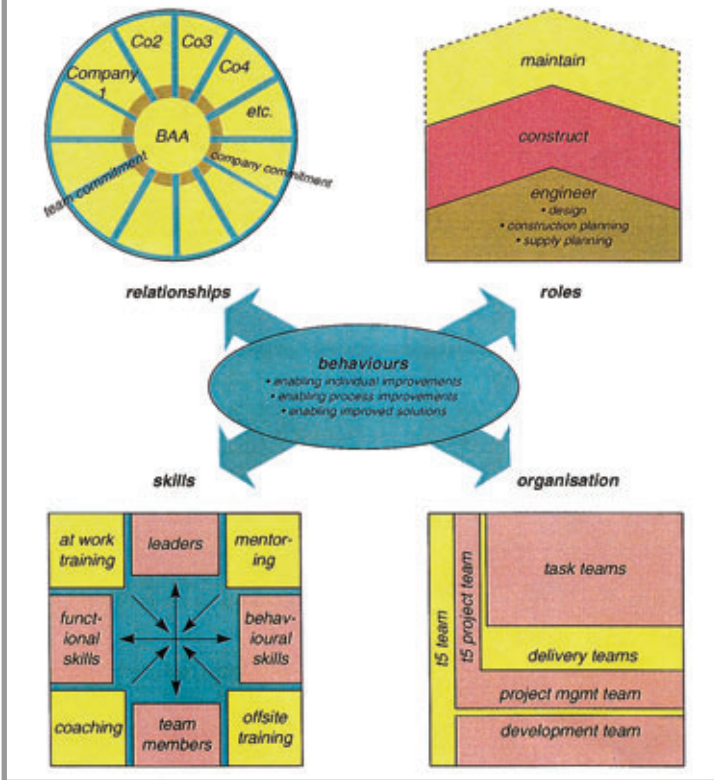 Co2
Co3
Company
1
Co4
etc.
BAA
team commitment
company commitment
maintain
construct
engineer
• design
• construction planning
• supply planning
relationships
roles
behaviours
• enabling individual improvements
• enabling process improvements
• enabling improved solutions
skills
organisation
at work
training
leaders
mentor-
ing
funct-
ional
skills
behav-
ioural
skills
coaching
team
members
offsite
training
t5 team
t5 project team
task teams
delivery teams
project mgmt team
development team